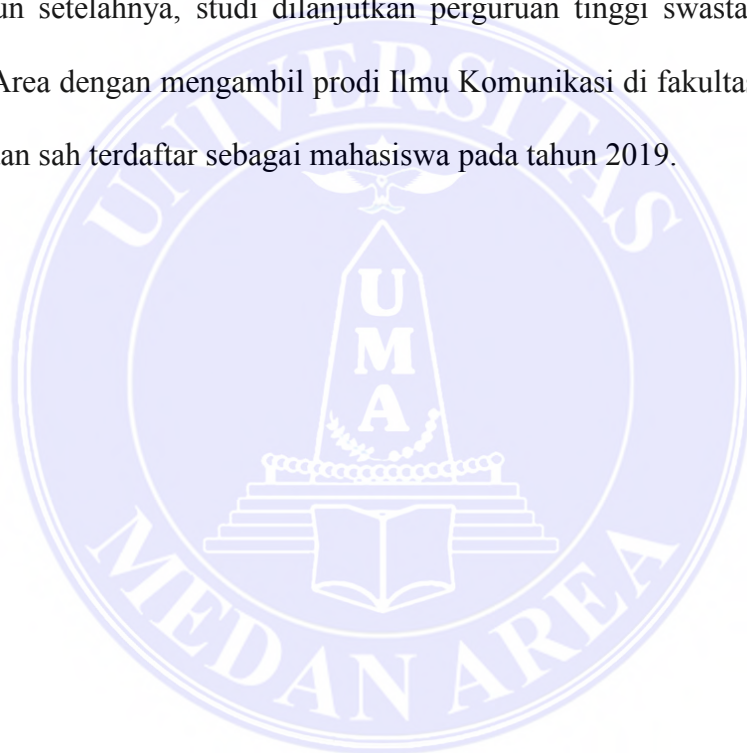 un setelahnya, studi dilanjutkan perguruan tinggi swasta
Area dengan mengambil prodi Ilmu Komunikasi di fakultas
an sah terdaftar sebagai mahasiswa pada tahun 2019.
UNIVERSITAS
U
M
A
MEDAN AREA